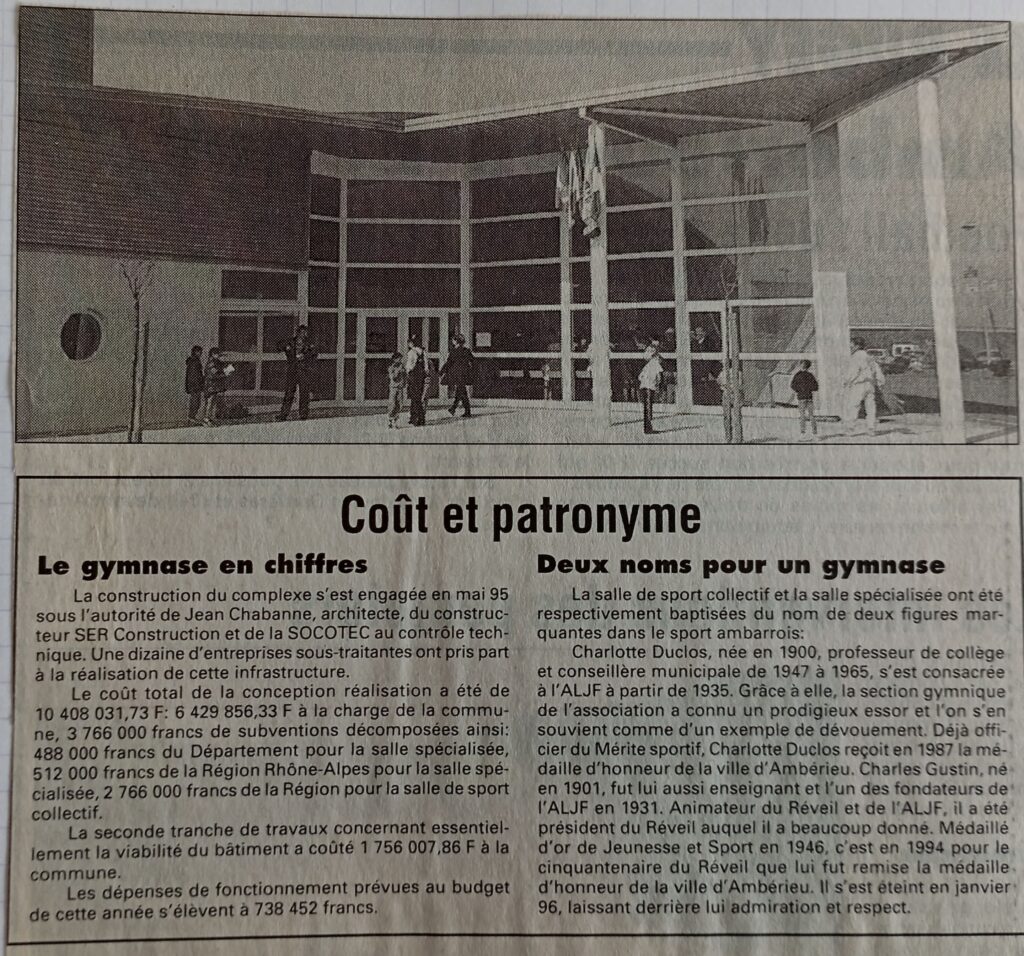 Coût et patronyme
Le gymnase en chiffres
La construction du complexe s'est engagée en mai 95
sous l'autorité de Jean Chabanne, architecte, du construc-
teur SER Construction et de la SOCOTEC au contrôle tech-
nique. Une dizaine d'entreprises sous-traitantes ont pris part
à la réalisation de cette infrastructure.
Le coût total de la conception réalisation a été de
10 408 031,73 F: 6 429 856,33 F à la charge de la commu-
ne, 3 766 000 francs de subventions décomposées ainsi:
488 000 francs du Département pour la salle spécialisée,
512 000 francs de la Région Rhône-Alpes pour la salle spé-
cialisée, 2 766 000 francs de la Région pour la salle de sport
collectif.
La seconde tranche de travaux concernant essentiel-
lement la viabilité du bâtiment a coûté 1 756 007,86 F à la
commune.
Les dépenses de fonctionnement prévues au budget
de cette année s'élèvent à 738 452 francs.
Deux noms pour un gymnase
La salle de sport collectif et la salle spécialisée ont été
respectivement baptisées du nom de deux figures mar-
quantes dans le sport ambarrois:
Charlotte Duclos, née en 1900, professeur de collège
et conseillère municipale de 1947 à 1965, s'est consacrée
à l'ALJF à partir de 1935. Grâce à elle, la section gymnique
de l'association a connu un prodigieux essor et l'on s'en
souvient comme d'un exemple de dévouement. Déjà offi-
cier du Mérite sportif, Charlotte Duclos reçoit en 1987 la mé-
daille d'honneur de la ville d'Ambérieu. Charles Gustin, né
en 1901, fut lui aussi enseignant et l'un des fondateurs de
l'ALJF en 1931. Animateur du Réveil et de l'ALJF, il a été
président du Réveil auquel il a beaucoup donné. Médaillé
d'or de Jeunesse et Sport en 1946, c'est en 1994 pour le
cinquantenaire du Réveil que lui fut remise la médaille
d'honneur de la ville d'Ambérieu. Il s'est éteint en janvier
96, laissant derrière lui admiration et respect.